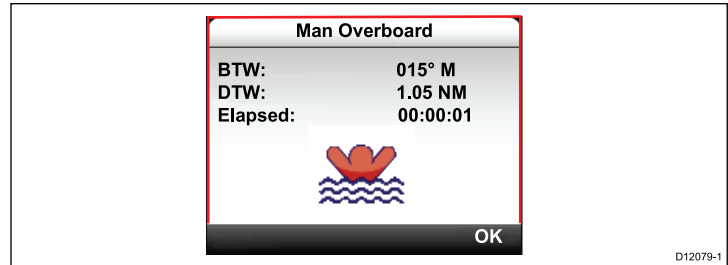 Man Overboard
BTW: 015° M
DTW: 1.05 NM
Elapsed: 00:00:01
OK
D12079-1